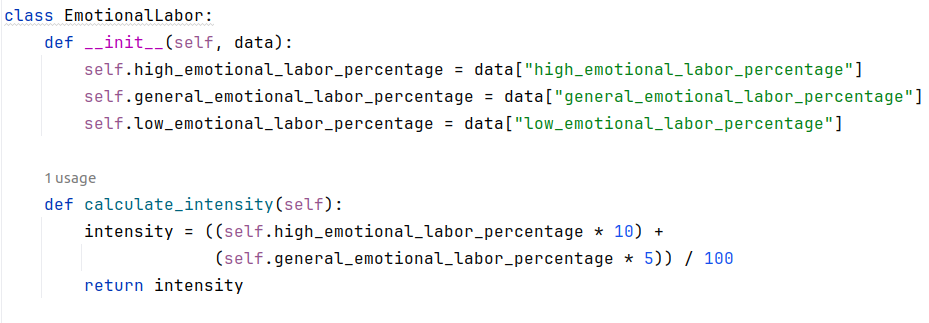 class EmotionalLabor:
    def __init__(self, data):
        self.high_emotional_labor_percentage = data["high_emotional_labor_percentage"]
        self.general_emotional_labor_percentage = data["general_emotional_labor_percentage"]
        self.low_emotional_labor_percentage = data["low_emotional_labor_percentage"]
    1 usage
    def calculate_intensity(self):
        intensity = ((self.high_emotional_labor_percentage * 10) +
                     (self.general_emotional_labor_percentage * 5)) / 100
        return intensity